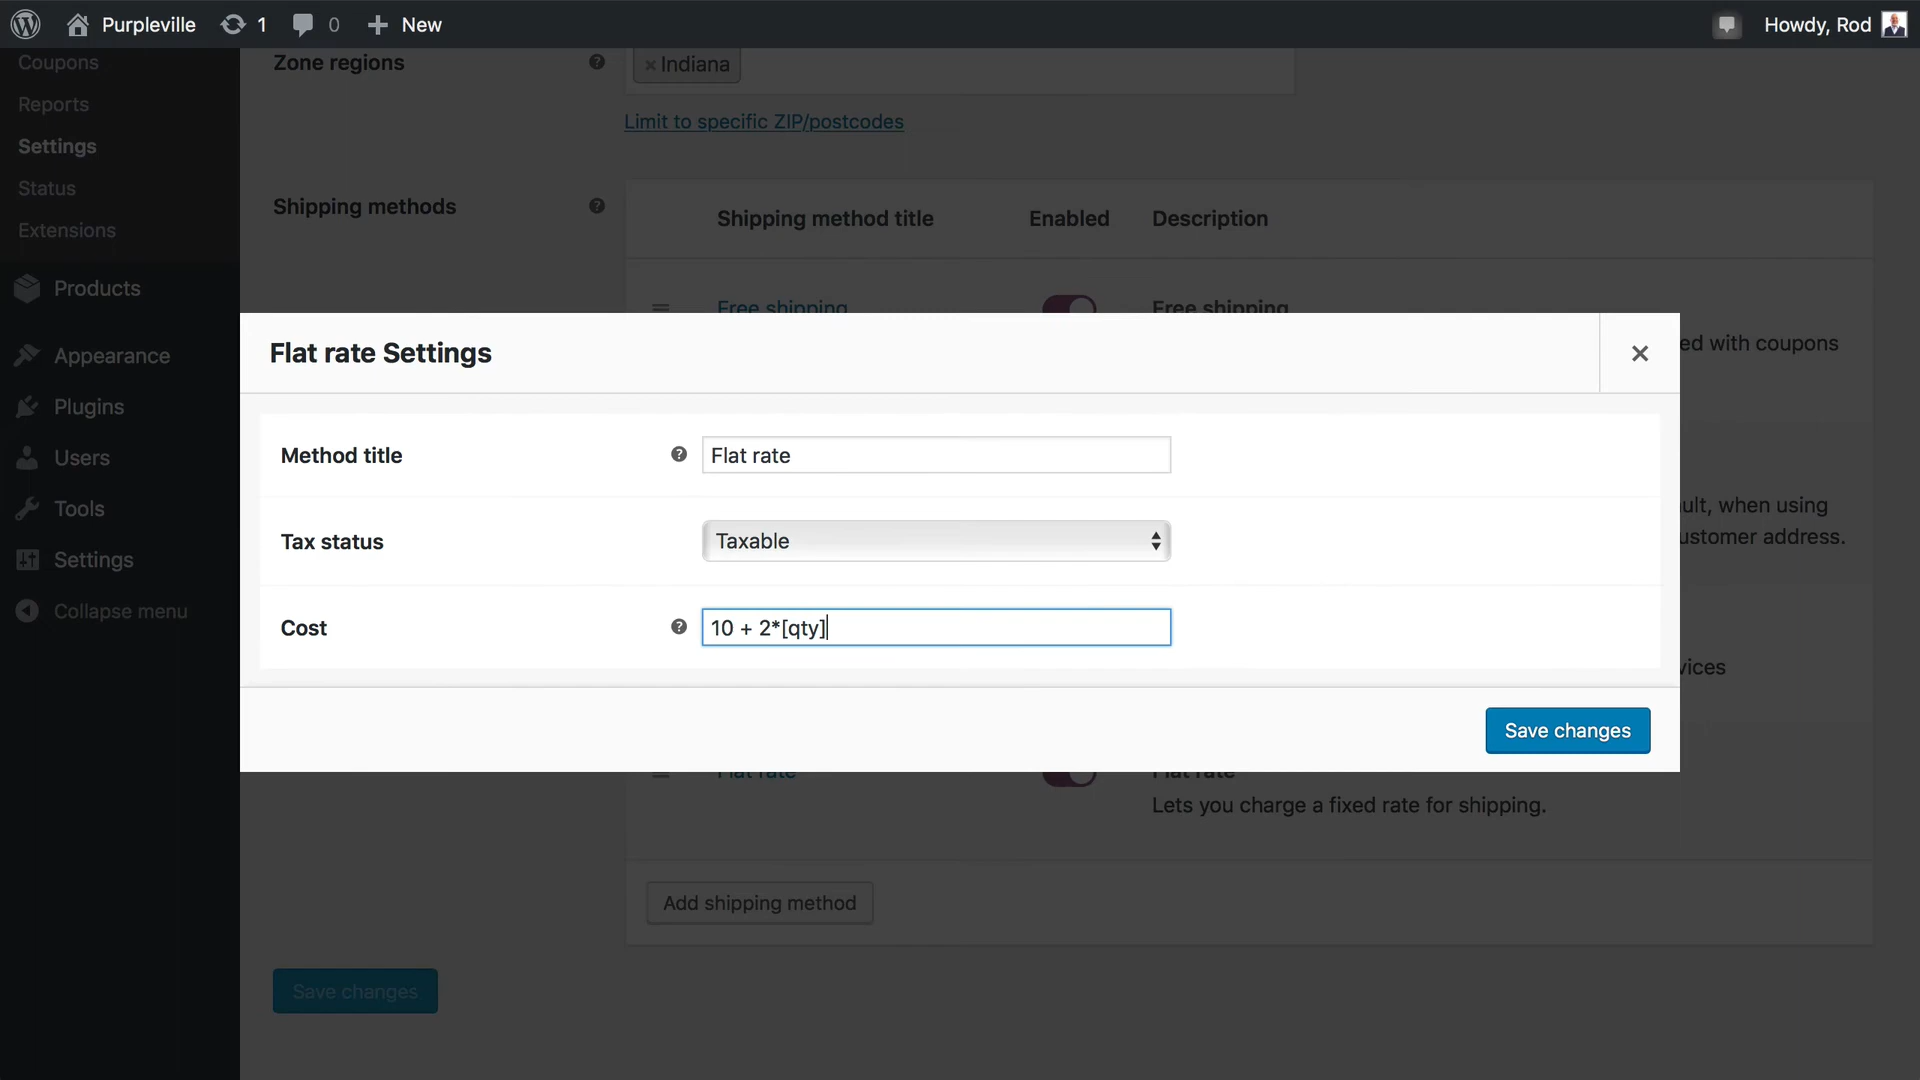 Purpleville 1 0 New Howdy, Rod
Coupons
Reports
Settings
Status
Extensions
Products
Appearance
Plugins
Users
Tools
Settings
Collapse menu
Zone regions
× Indiana
Limit to specific ZIP/postcodes
Shipping methods
Shipping method title Enabled Description
Free shipping Free shipping
ed with coupons
Flat rate Settings
Method title Flat rate
Tax status Taxable
Cost 10 + 2*[qty]
Save changes
ult, when using
ustomer address.
vices
Flat rate Flat rate
Lets you charge a fixed rate for shipping.
Add shipping method
Save changes